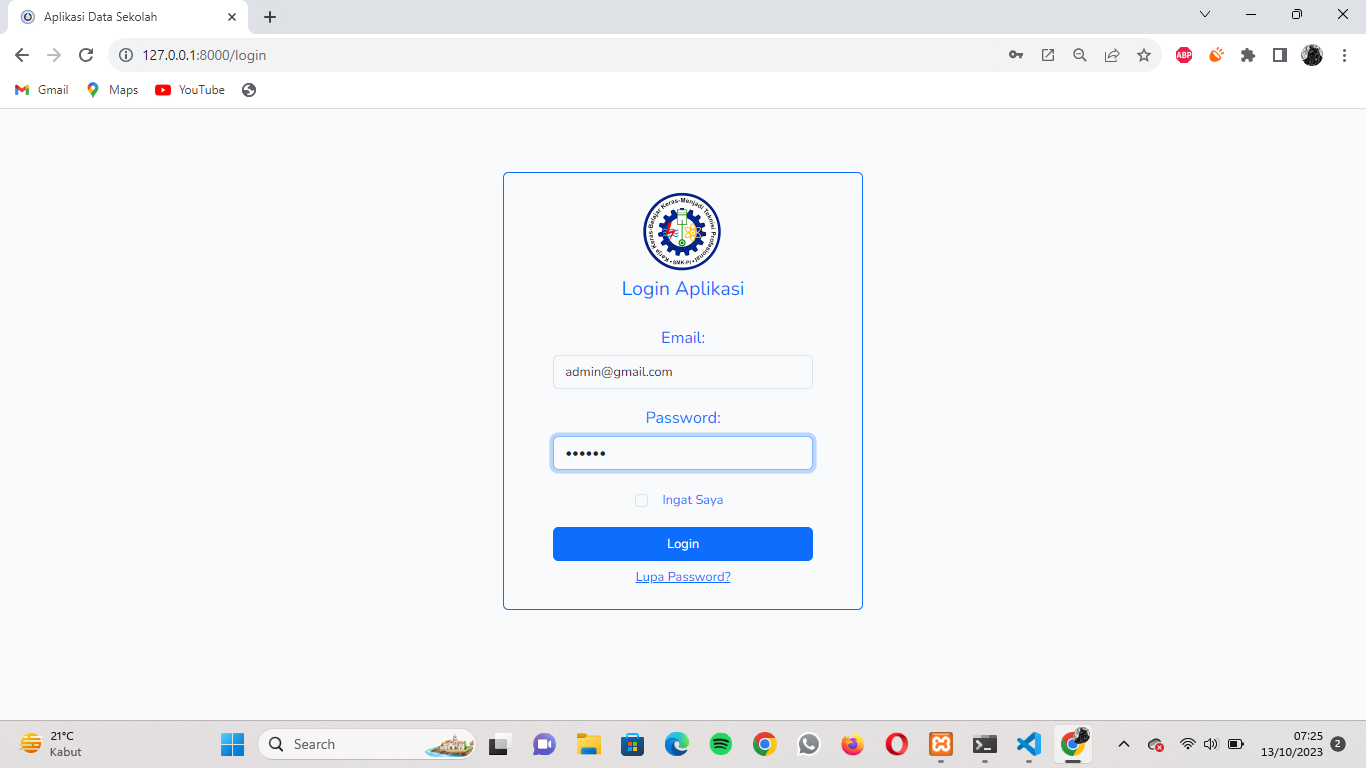 Aplikasi Data Sekolah
127.0.0.1:8000/login
ABP
Gmail
Maps
YouTube
Kerja Keras-Belajar Keras-Menjadi Teknisi Profesional
SMK-PI
Login Aplikasi
Email:
admin@gmail.com
Password:
••••••
Ingat Saya
Login
Lupa Password?
21°C
Kabut
Search
07:25
13/10/2023
2